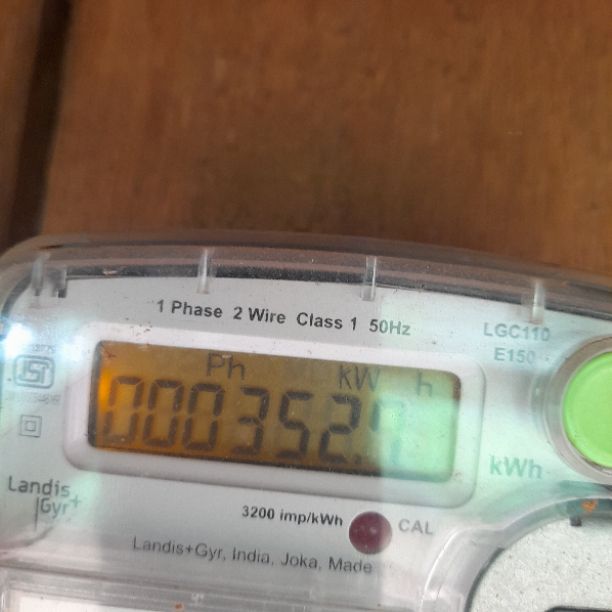 1 Phase 2 Wire Class 1 50Hz
LGC110
E150
ISI
Ph kW h
000352.
kWh
Landis
Gyr+
3200 imp/kWh
CAL
Landis+Gyr, India, Joka, Made